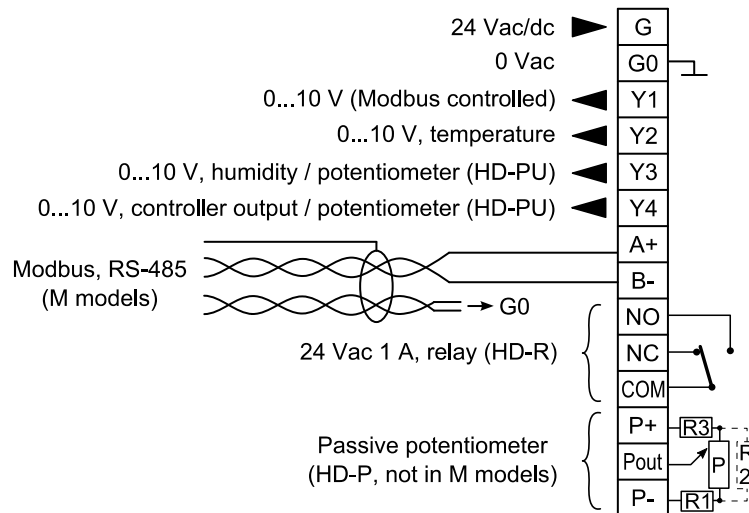 24 Vac/dc G
0 Vac G0
0...10 V (Modbus controlled) Y1
0...10 V, temperature Y2
0...10 V, humidity / potentiometer (HD-PU) Y3
0...10 V, controller output / potentiometer (HD-PU) Y4
A+
Modbus, RS-485
(M models)
B-
G0
NO
24 Vac 1 A, relay (HD-R) NC
COM
P+ R3
Passive potentiometer
(HD-P, not in M models)
Pout P R
2
P- R1